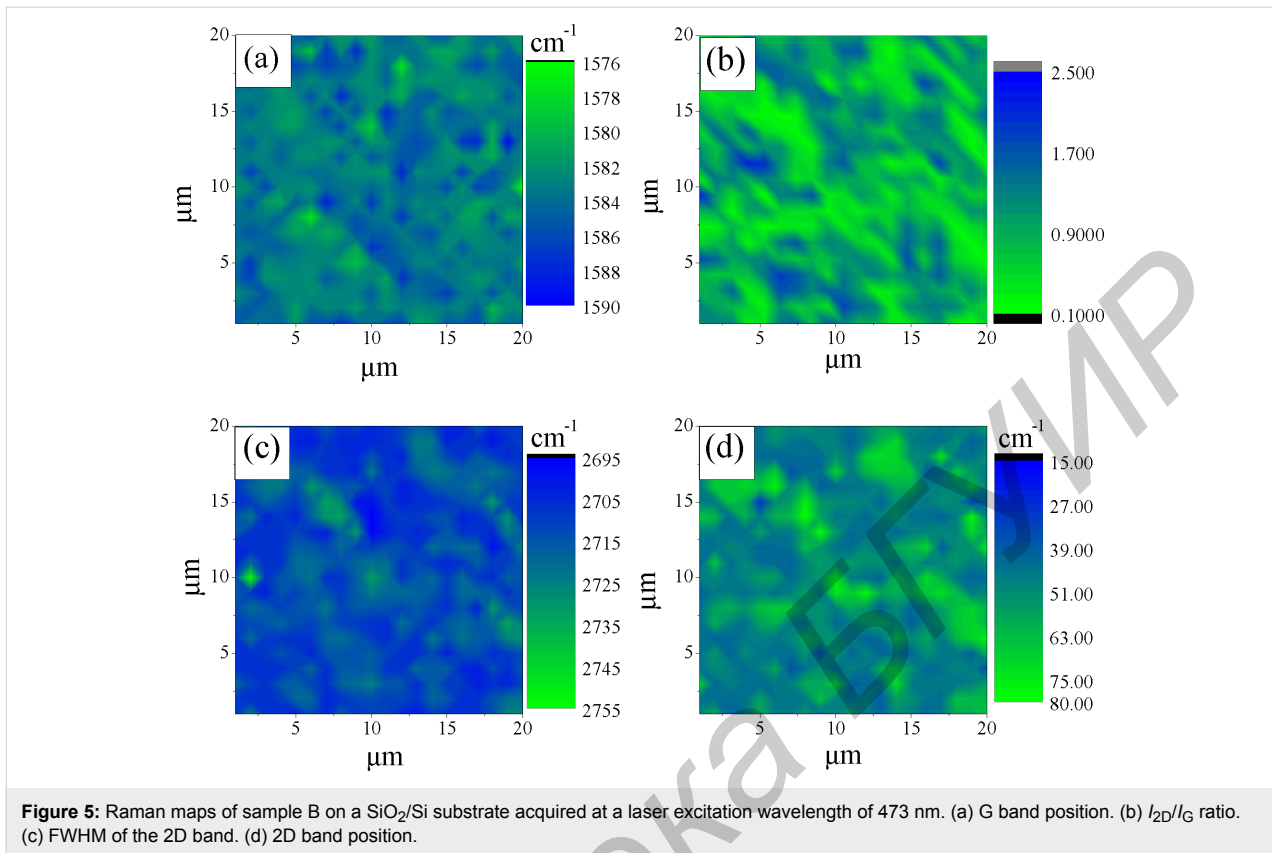 (a)
cm⁻¹
20
15
10
5
µm
5 10 15 20
µm
1576
1578
1580
1582
1584
1586
1588
1590
(b)
20
15
10
5
µm
5 10 15 20
µm
2.500
1.700
0.9000
0.1000
(c)
cm⁻¹
20
15
10
5
µm
5 10 15 20
µm
2695
2705
2715
2725
2735
2745
2755
(d)
cm⁻¹
20
15
10
5
µm
5 10 15 20
µm
15.00
27.00
39.00
51.00
63.00
75.00
80.00
ока БГУИР
Figure 5: Raman maps of sample B on a SiO₂/Si substrate acquired at a laser excitation wavelength of 473 nm. (a) G band position. (b) I₂D/I_G ratio.
(c) FWHM of the 2D band. (d) 2D band position.